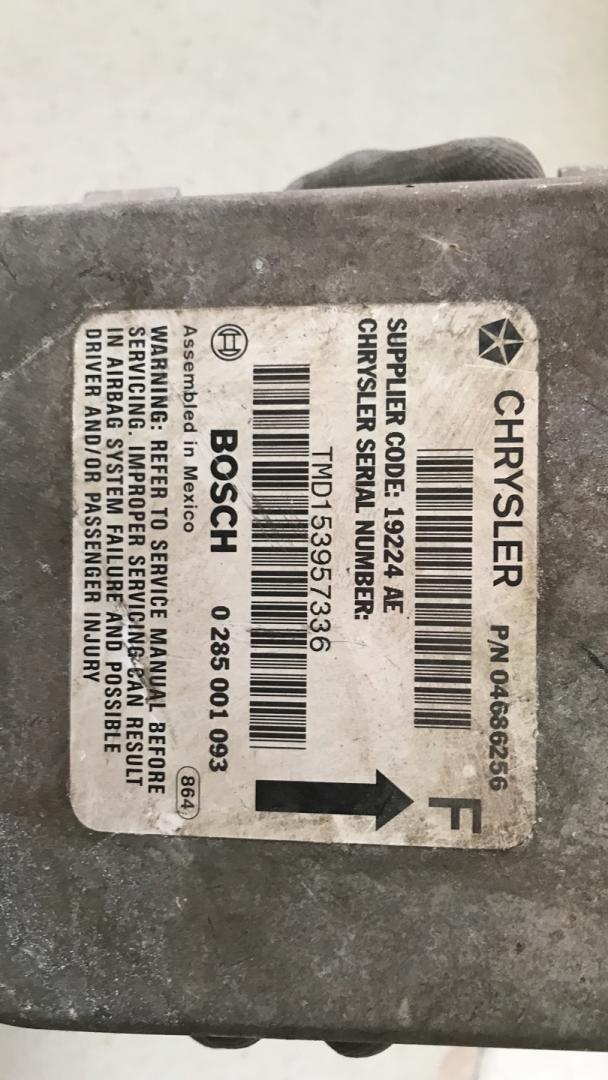 CHRYSLER P/N 04686256
F
SUPPLIER CODE: 19224 AE
CHRYSLER SERIAL NUMBER:
TMD153957336
BOSCH 0 285 001 093
Assembled in Mexico
864
WARNING: REFER TO SERVICE MANUAL BEFORE
SERVICING. IMPROPER SERVICING CAN RESULT
IN AIRBAG SYSTEM FAILURE AND POSSIBLE
DRIVER AND/OR PASSENGER INJURY